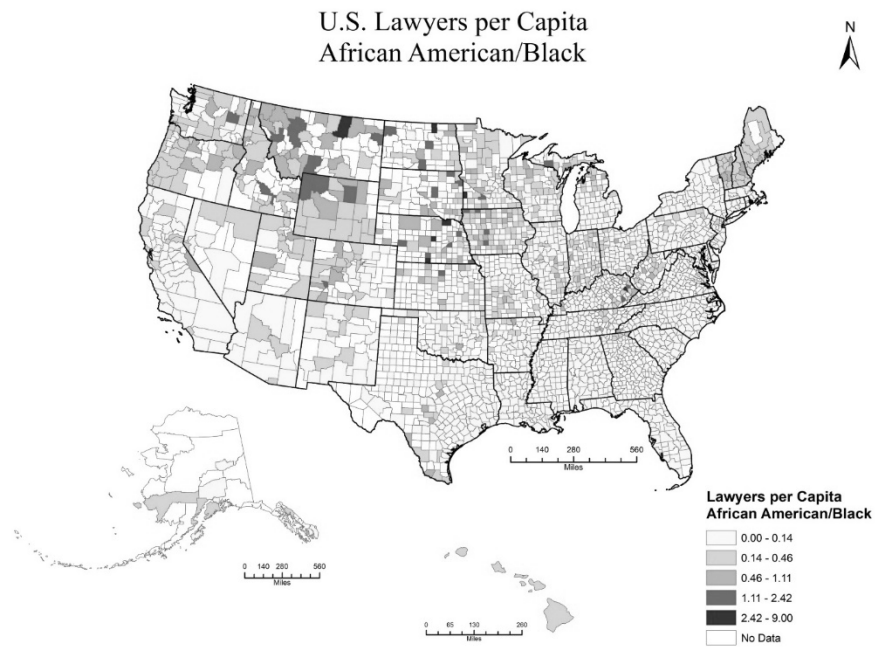 U.S. Lawyers per Capita
African American/Black
N
0 140 280 560
Miles
0 140 280 560
Miles
0 65 130 260
Miles
Lawyers per Capita
African American/Black
0.00 - 0.14
0.14 - 0.46
0.46 - 1.11
1.11 - 2.42
2.42 - 9.00
No Data